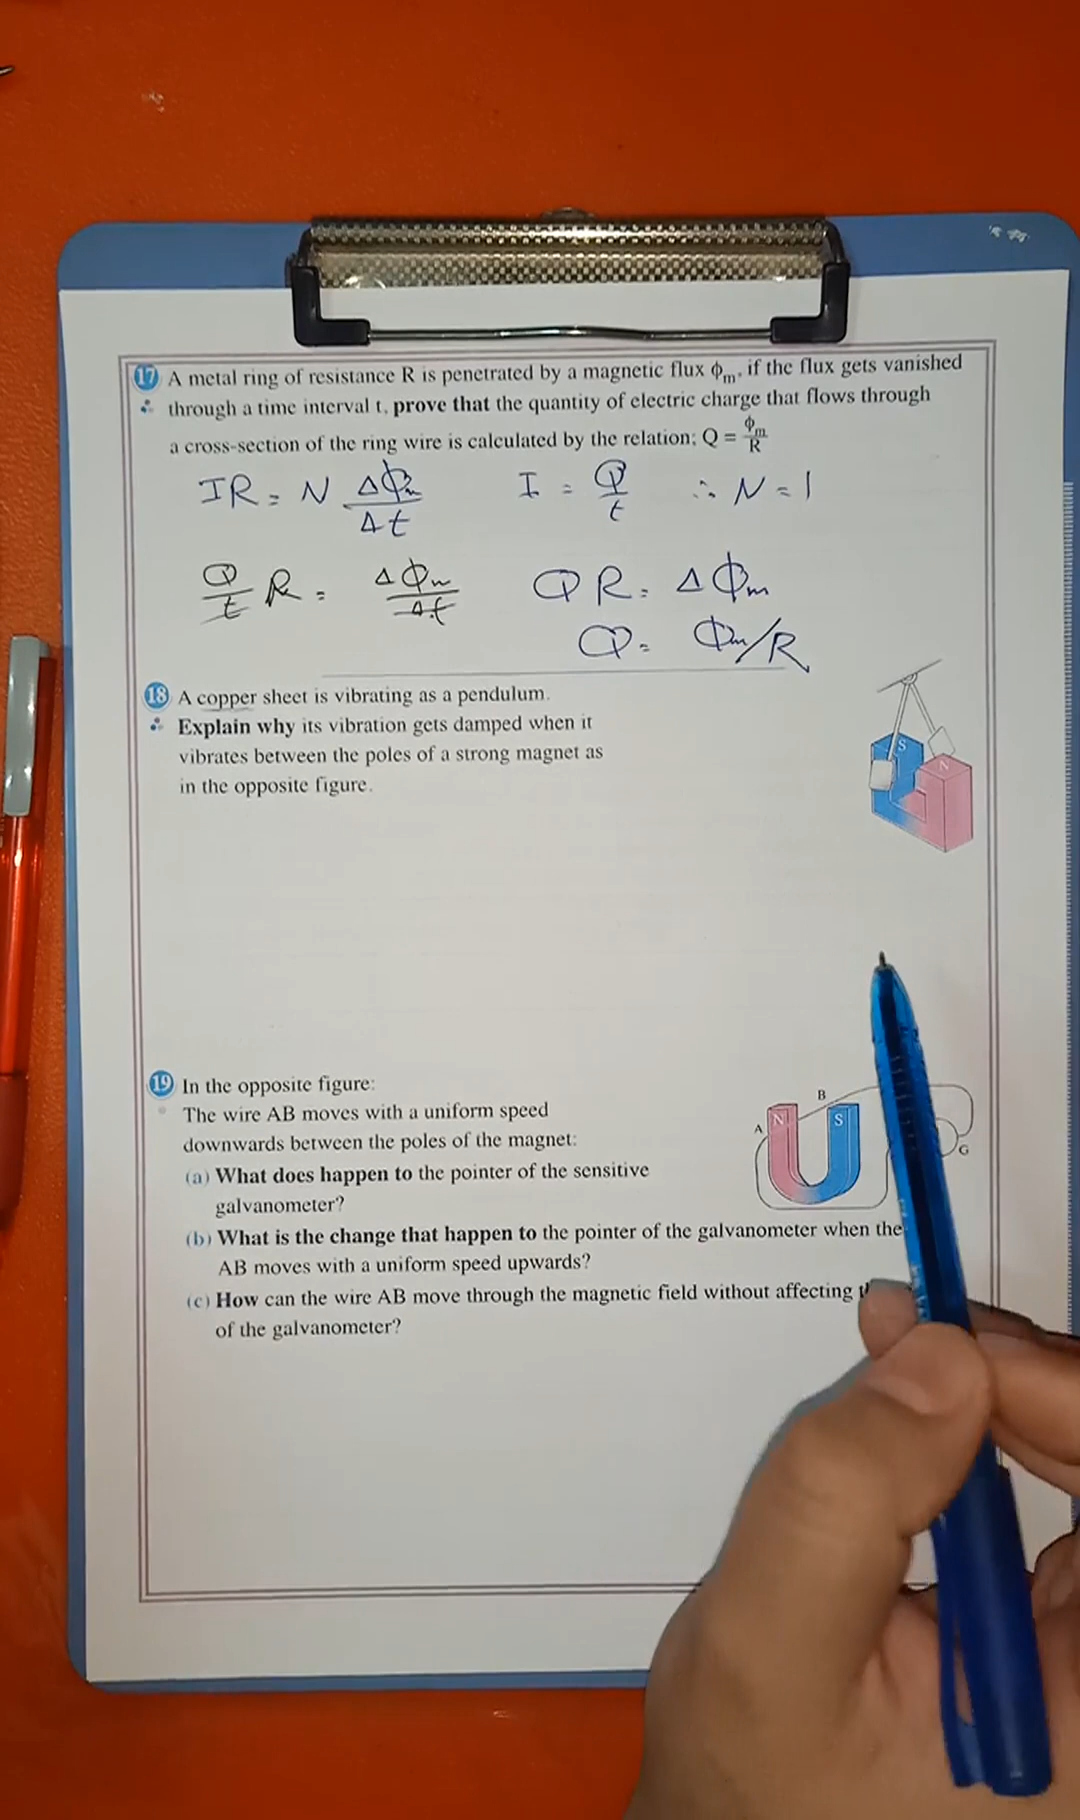 17 A metal ring of resistance R is penetrated by a magnetic flux ϕm, if the flux gets vanished
through a time interval t, prove that the quantity of electric charge that flows through
a cross-section of the ring wire is calculated by the relation; Q = ϕm/R
IR = N Δϕm/Δt I = Q/t ∴ N = 1
Q/t R = Δϕm/Δt QR = Δϕm
Q = ϕm/R
18 A copper sheet is vibrating as a pendulum.
Explain why its vibration gets damped when it
vibrates between the poles of a strong magnet as
in the opposite figure.
S
N
19 In the opposite figure:
The wire AB moves with a uniform speed
downwards between the poles of the magnet:
B
A N S G
(a) What does happen to the pointer of the sensitive
galvanometer?
(b) What is the change that happen to the pointer of the galvanometer when the
AB moves with a uniform speed upwards?
(c) How can the wire AB move through the magnetic field without affecting
of the galvanometer?